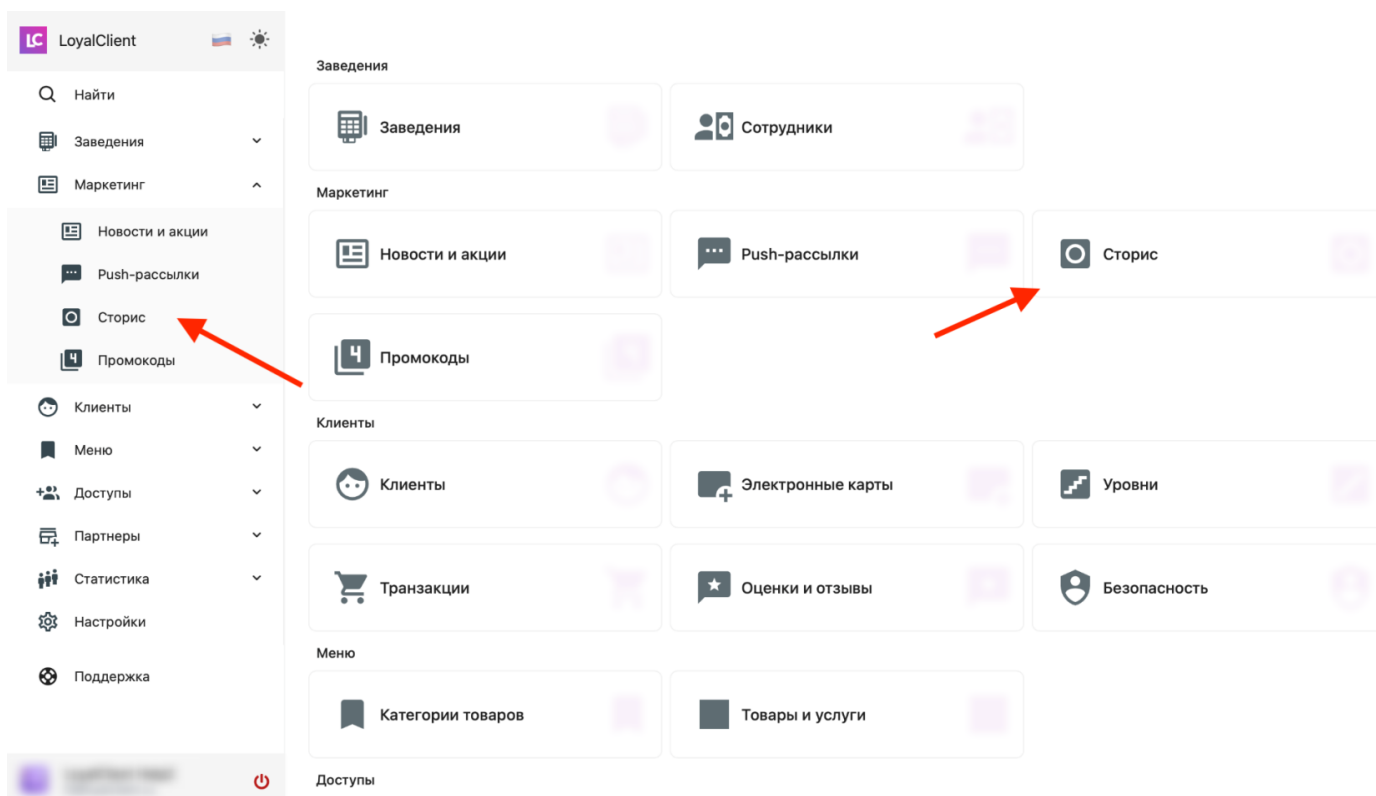 LC LoyalClient
Найти
Заведения
Маркетинг
Новости и акции
Push-рассылки
Сторис
4 Промокоды
Клиенты
Меню
Доступы
Партнеры
Статистика
Настройки
Поддержка
Заведения
Заведения Сотрудники
Маркетинг
Новости и акции Push-рассылки Сторис
4 Промокоды
Клиенты
Клиенты Электронные карты Уровни
Транзакции Оценки и отзывы Безопасность
Меню
Категории товаров Товары и услуги
Доступы